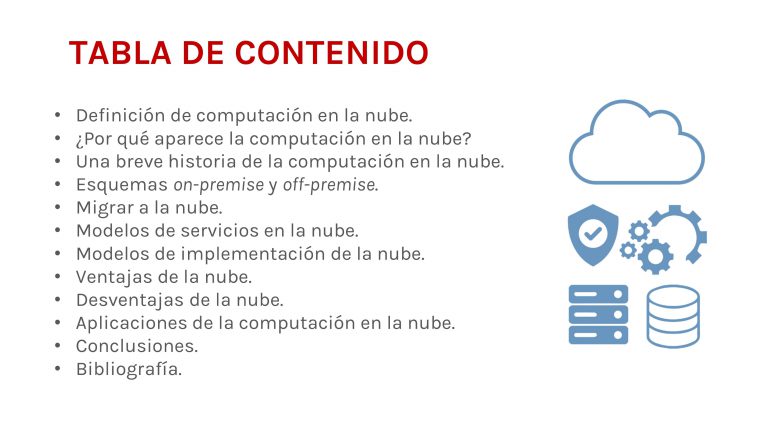 TABLA DE CONTENIDO
• Definición de computación en la nube.
• ¿Por qué aparece la computación en la nube?
• Una breve historia de la computación en la nube.
• Esquemas on-premise y off-premise.
• Migrar a la nube.
• Modelos de servicios en la nube.
• Modelos de implementación de la nube.
• Ventajas de la nube.
• Desventajas de la nube.
• Aplicaciones de la computación en la nube.
• Conclusiones.
• Bibliografía.